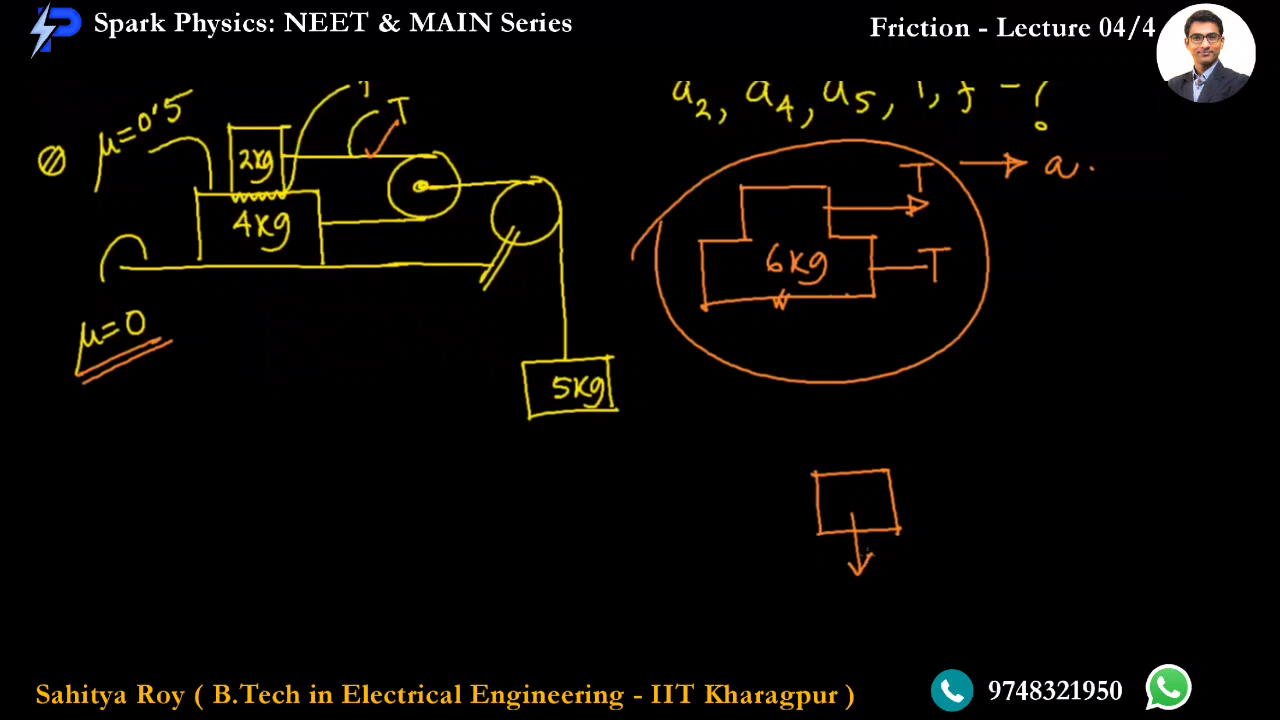 Spark Physics: NEET & MAIN Series
Friction - Lecture 04/4
a₂, a₄, a₅, T, f = ?
μ=0.5
T
2kg
4kg
μ=0
5kg
T
a.
6kg
T
Sahitya Roy ( B.Tech in Electrical Engineering - IIT Kharagpur )
9748321950